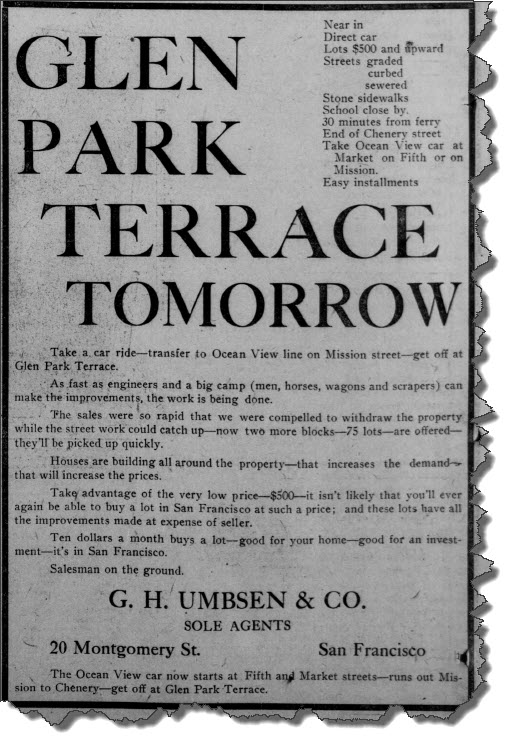 GLEN
PARK
TERRACE
TOMORROW
Near in
Direct car
Lots $500 and upward
Streets graded
curbed
sewered
Stone sidewalks
School close by.
30 minutes from ferry
End of Chenery street
Take Ocean View car at
Market on Fifth or on
Mission.
Easy installments
Take a car ride—transfer to Ocean View line on Mission street—get off at
Glen Park Terrace.
As fast as engineers and a big camp (men, horses, wagons and scrapers) can
make the improvements, the work is being done.
The sales were so rapid that we were compelled to withdraw the property
while the street work could catch up—now two more blocks—75 lots—are offered—
they'll be picked up quickly.
Houses are building all around the property—that increases the demand—
that will increase the prices.
Take advantage of the very low price—$500—it isn't likely that you'll ever
again be able to buy a lot in San Francisco at such a price; and these lots have all
the improvements made at expense of seller.
Ten dollars a month buys a lot—good for your home—good for an invest-
ment—it's in San Francisco.
Salesman on the ground.
G. H. UMBSEN & CO.
SOLE AGENTS
20 Montgomery St. San Francisco
The Ocean View car now starts at Fifth and Market streets—runs out Mis-
sion to Chenery—get off at Glen Park Terrace.